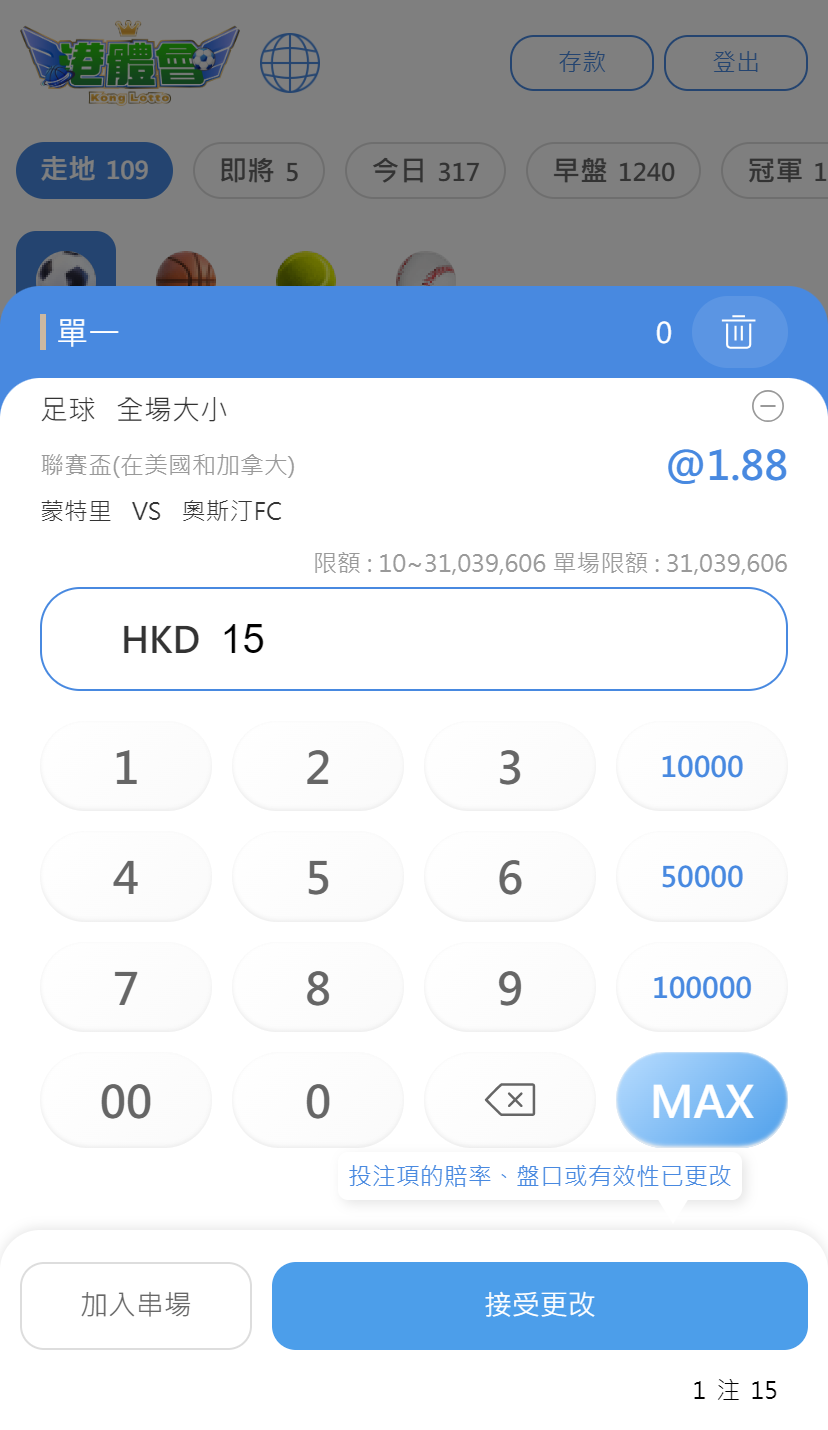 港體會
Kong Lotto
存款 登出
走地 109 即將 5 今日 317 早盤 1240 冠軍 1
單一 0
足球 全場大小
聯賽盃(在美國和加拿大) @1.88
蒙特里 VS 奧斯汀FC
限額 : 10~31,039,606 單場限額 : 31,039,606
HKD 15
1 2 3 10000
4 5 6 50000
7 8 9 100000
00 0 MAX
投注項的賠率、盤口或有效性已更改
加入串場 接受更改
1 注 15